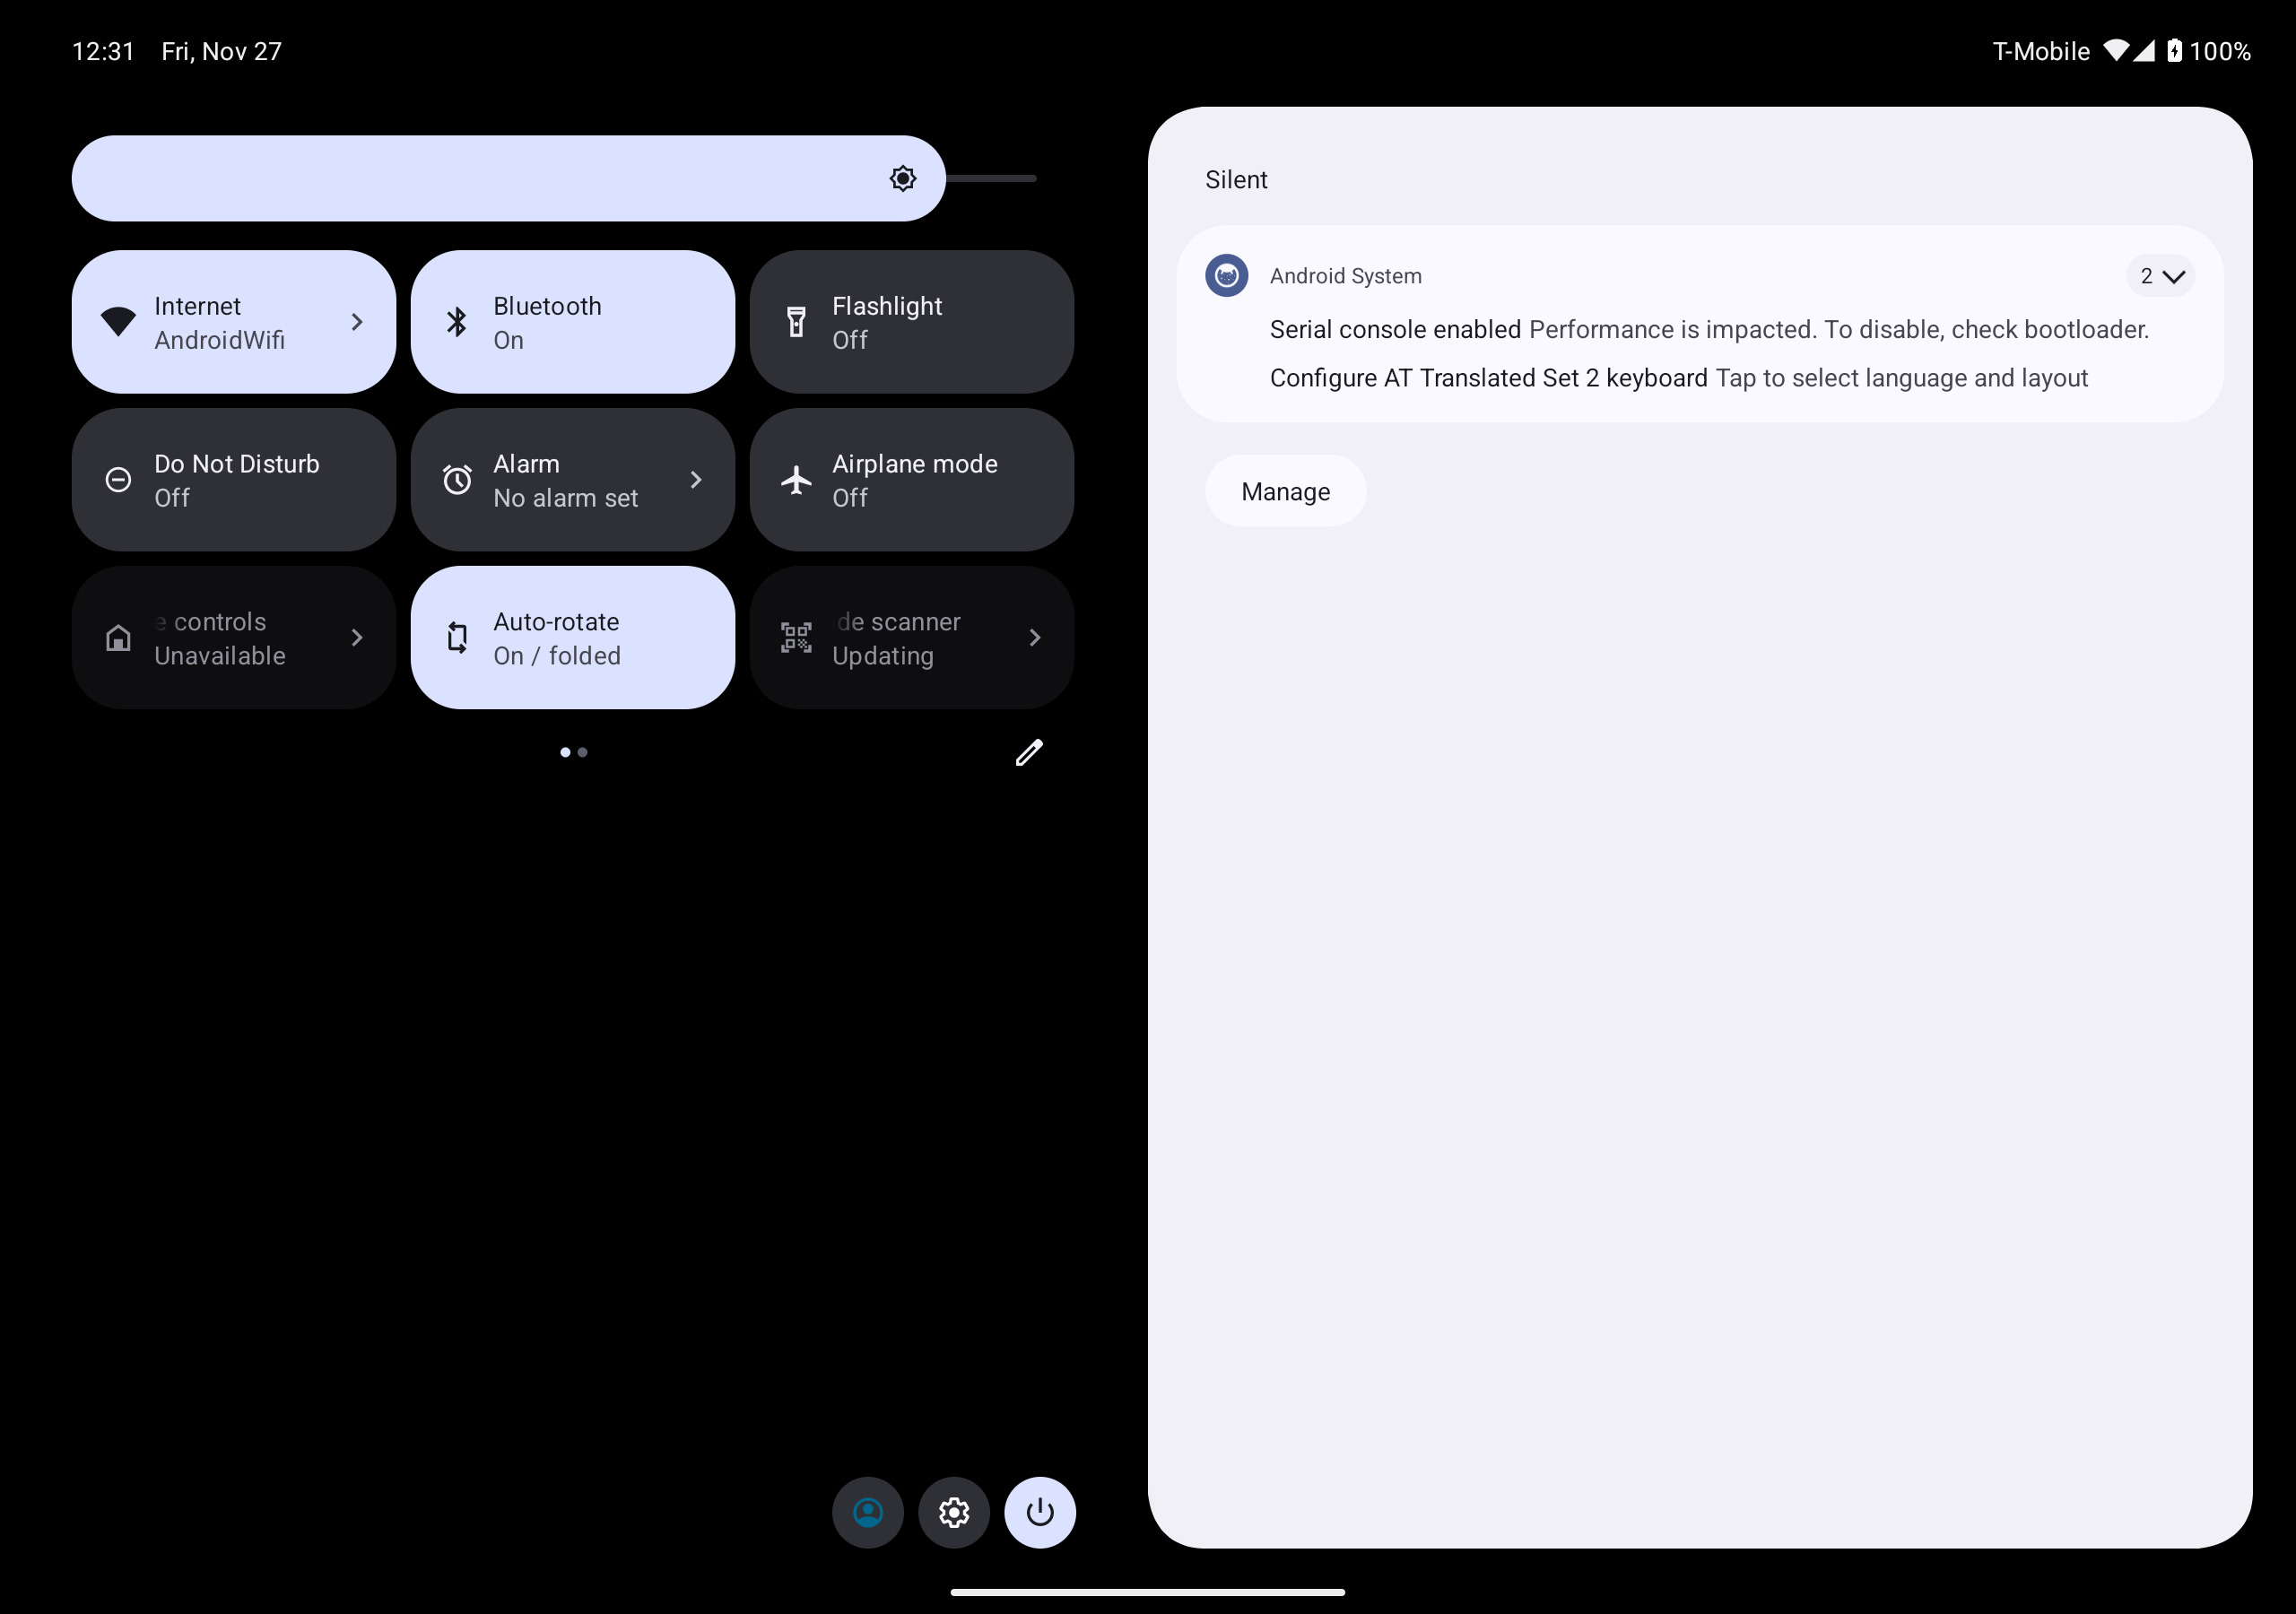 12:31 Fri, Nov 27
T-Mobile 100%
Internet
AndroidWifi
Bluetooth
On
Flashlight
Off
Do Not Disturb
Off
Alarm
No alarm set
Airplane mode
Off
e controls
Unavailable
Auto-rotate
On / folded
de scanner
Updating
Silent
Android System
2
Serial console enabled Performance is impacted. To disable, check bootloader.
Configure AT Translated Set 2 keyboard Tap to select language and layout
Manage